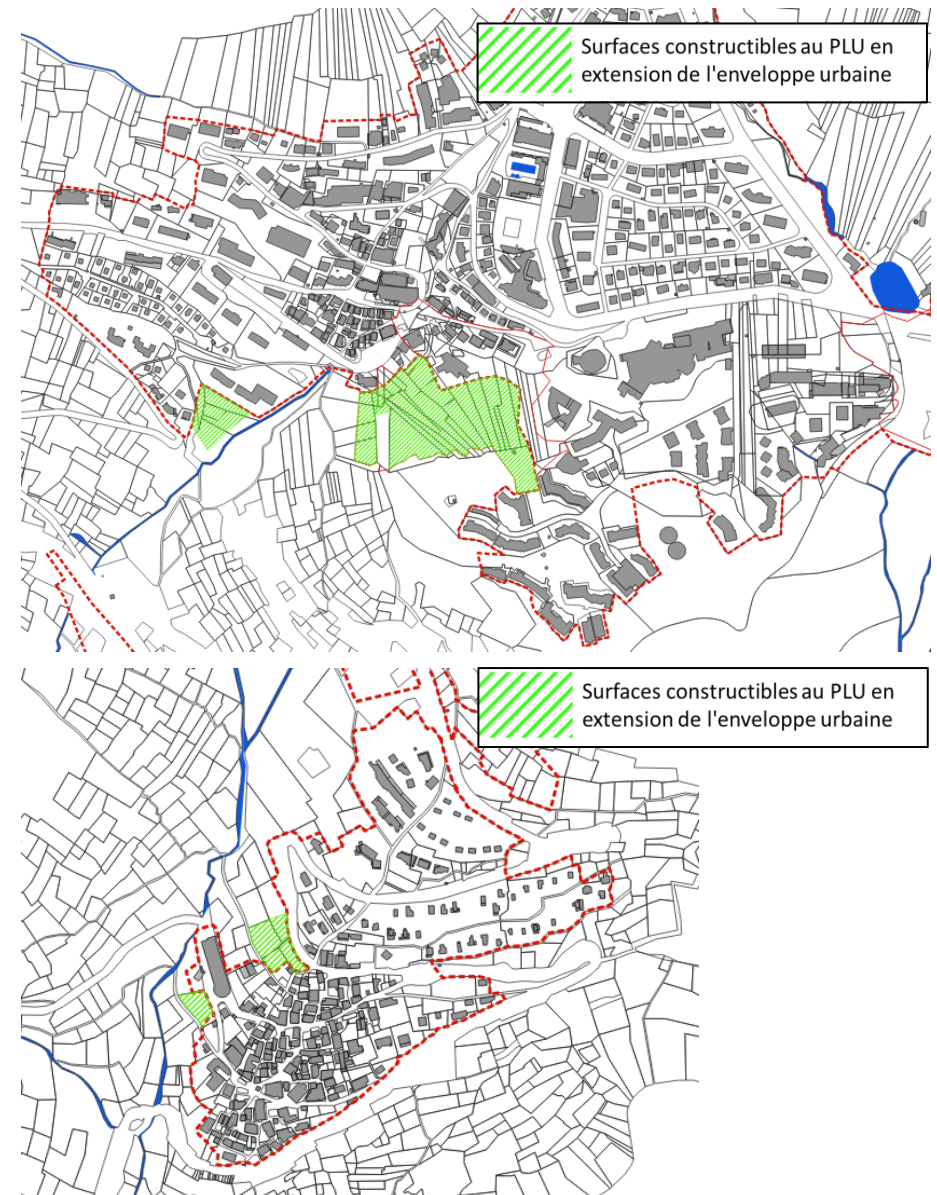 Surfaces constructibles au PLU en
extension de l'enveloppe urbaine
Surfaces constructibles au PLU en
extension de l'enveloppe urbaine